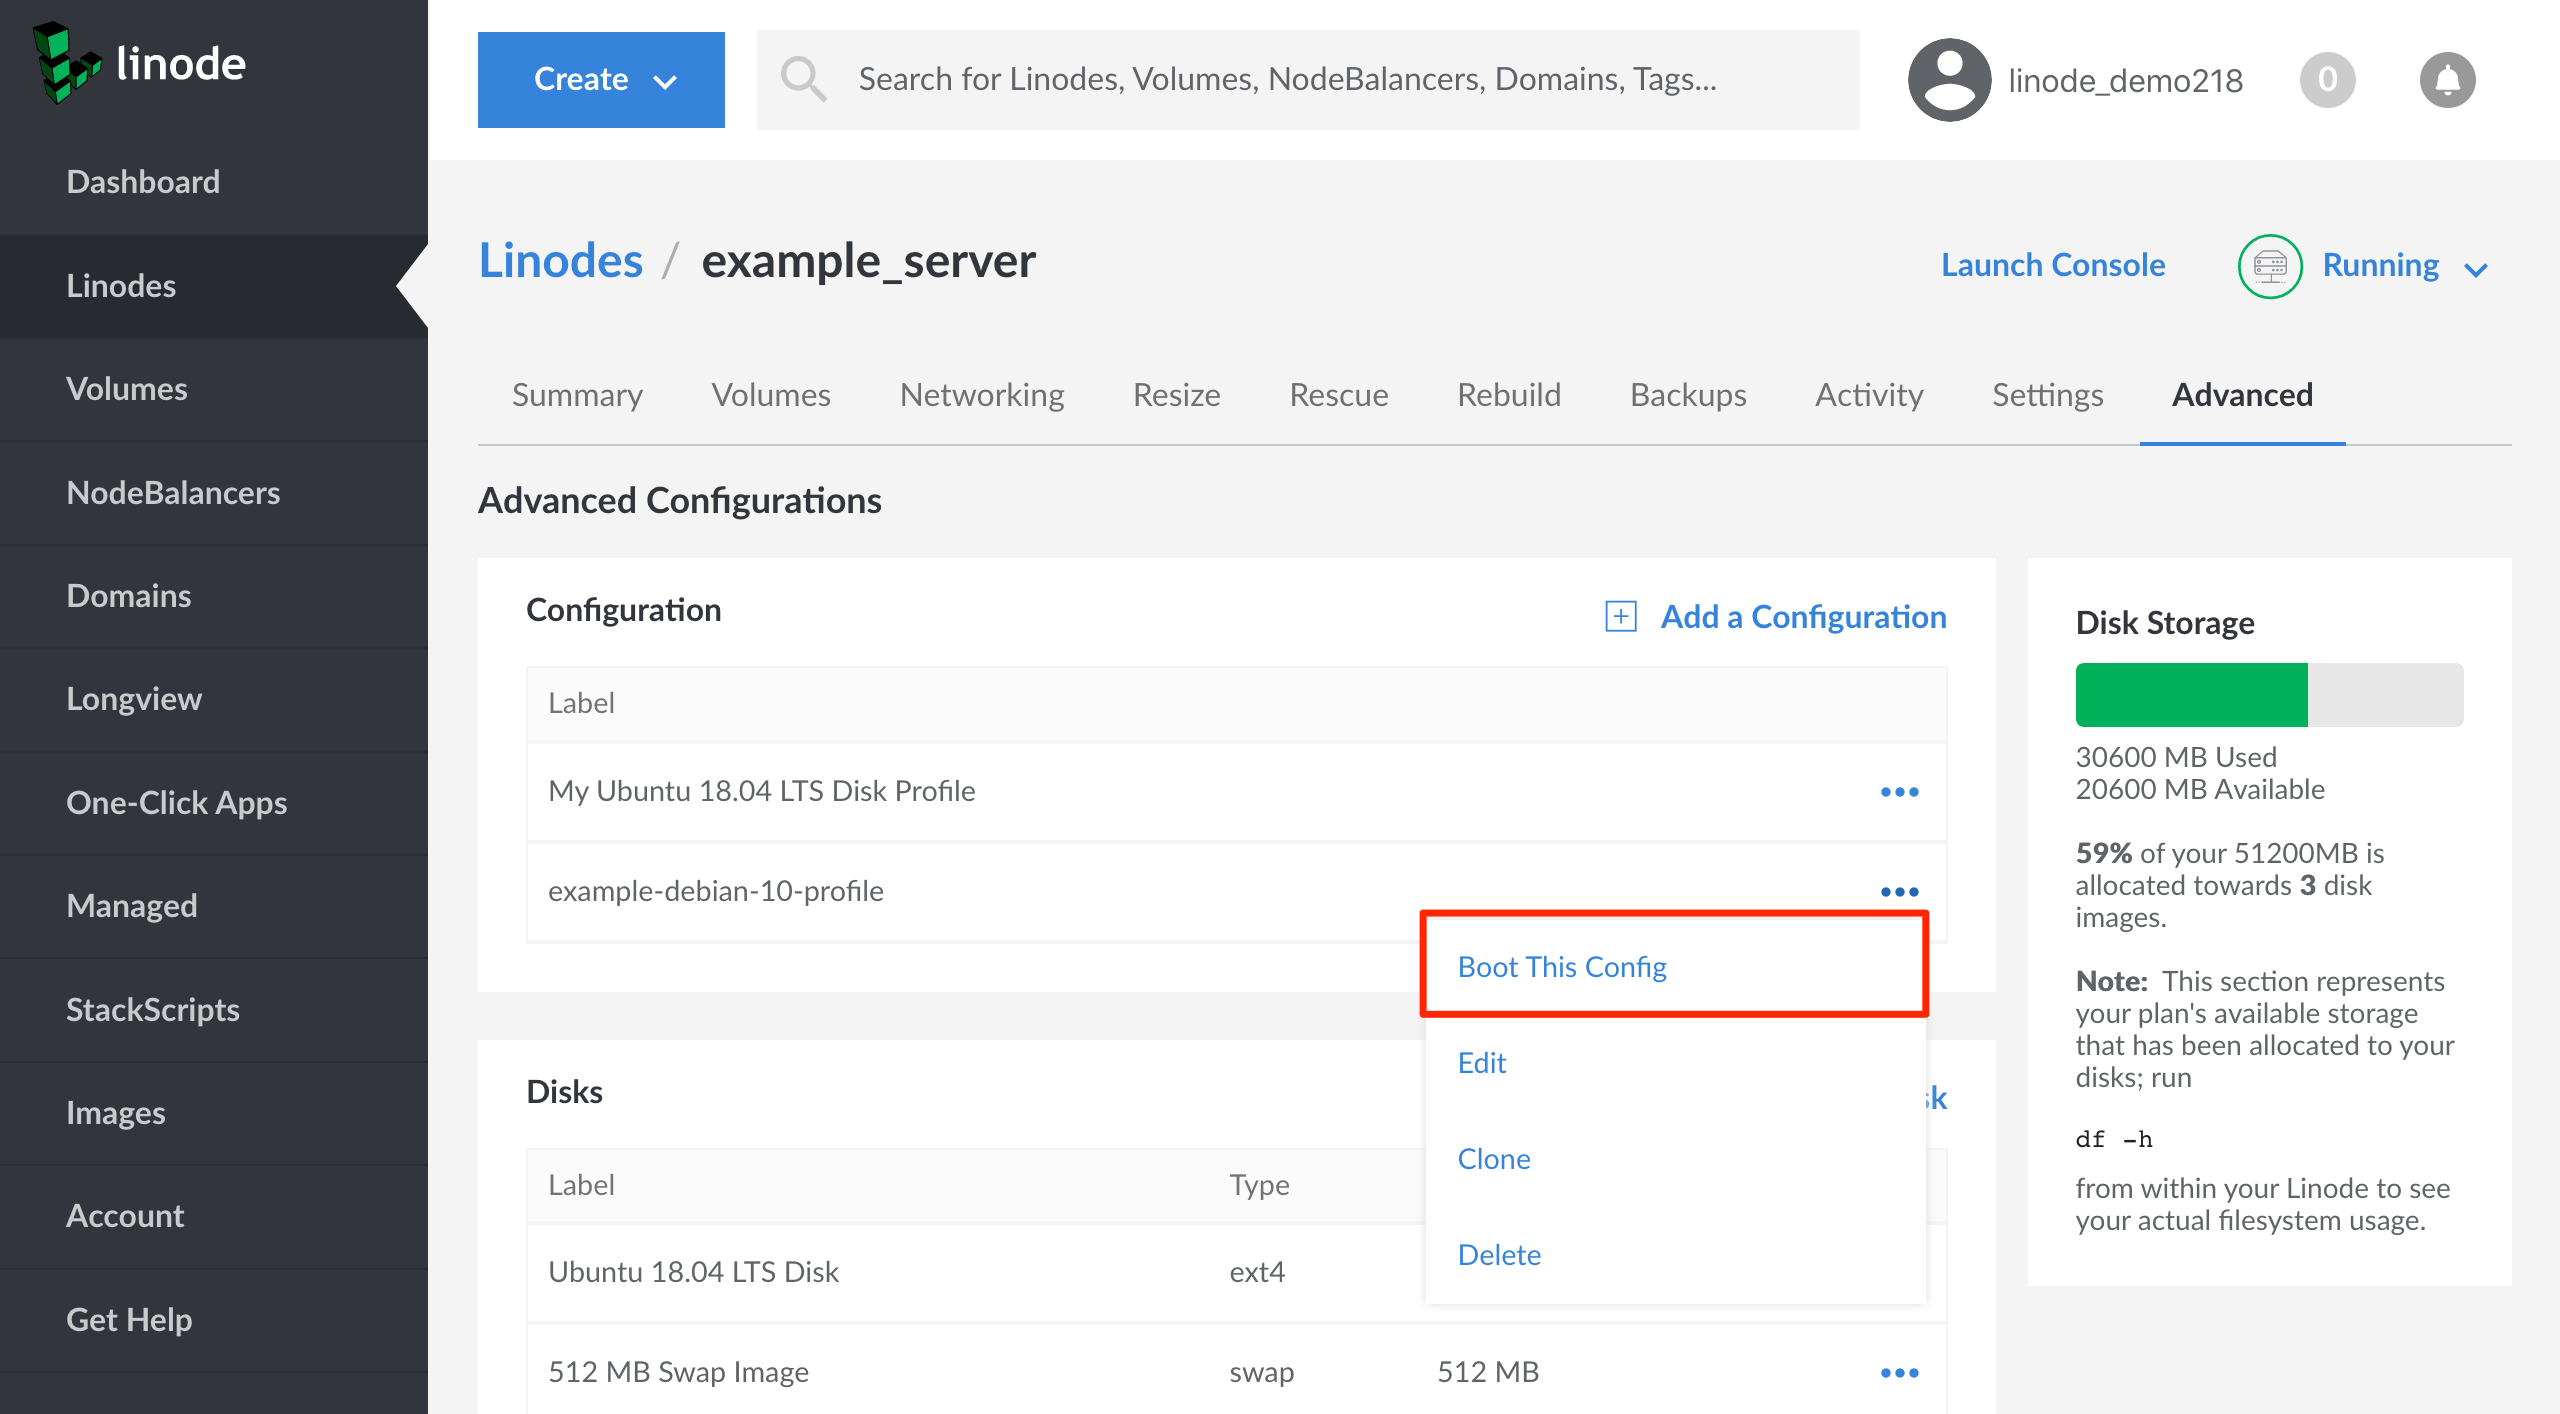 linode
Create
Search for Linodes, Volumes, NodeBalancers, Domains, Tags...
linode_demo218
0
Dashboard
Linodes
Volumes
NodeBalancers
Domains
Longview
One-Click Apps
Managed
StackScripts
Images
Account
Get Help
Linodes / example_server
Launch Console
Running
Summary
Volumes
Networking
Resize
Rescue
Rebuild
Backups
Activity
Settings
Advanced
Advanced Configurations
Configuration
Add a Configuration
Label
My Ubuntu 18.04 LTS Disk Profile
example-debian-10-profile
Boot This Config
Edit
Clone
Delete
Disks
Label
Type
Ubuntu 18.04 LTS Disk
ext4
512 MB Swap Image
swap
512 MB
Disk Storage
30600 MB Used
20600 MB Available
59% of your 51200MB is
allocated towards 3 disk
images.
Note: This section represents
your plan's available storage
that has been allocated to your
disks; run
df -h
from within your Linode to see
your actual filesystem usage.